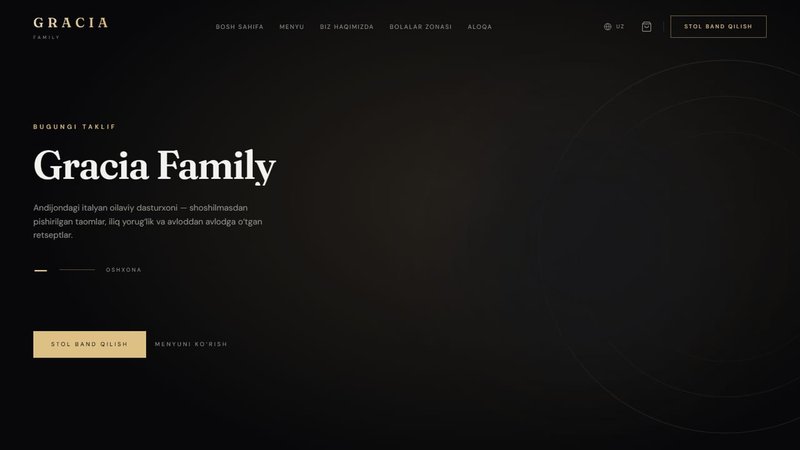 GRACIA
FAMILY
BOSH SAHIFA MENYU BIZ HAQIMIZDA BOLALAR ZONASI ALOQA
UZ
STOL BAND QILISH
BUGUNGI TAKLIF
Gracia Family
Andijondagi italyan oilaviy dasturxoni — shoshilmasdan
pishirilgan taomlar, iliq yorug‘lik va avloddan avlodga o‘tgan
retseptlar.
— OSHXONA
STOL BAND QILISH MENYUNI KO‘RISH